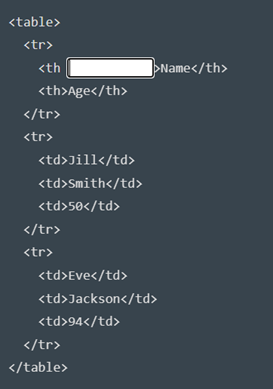 <table>
<tr>
<th >Name</th>
<th>Age</th>
</tr>
<tr>
<td>Jill</td>
<td>Smith</td>
<td>50</td>
</tr>
<tr>
<td>Eve</td>
<td>Jackson</td>
<td>94</td>
</tr>
</table>